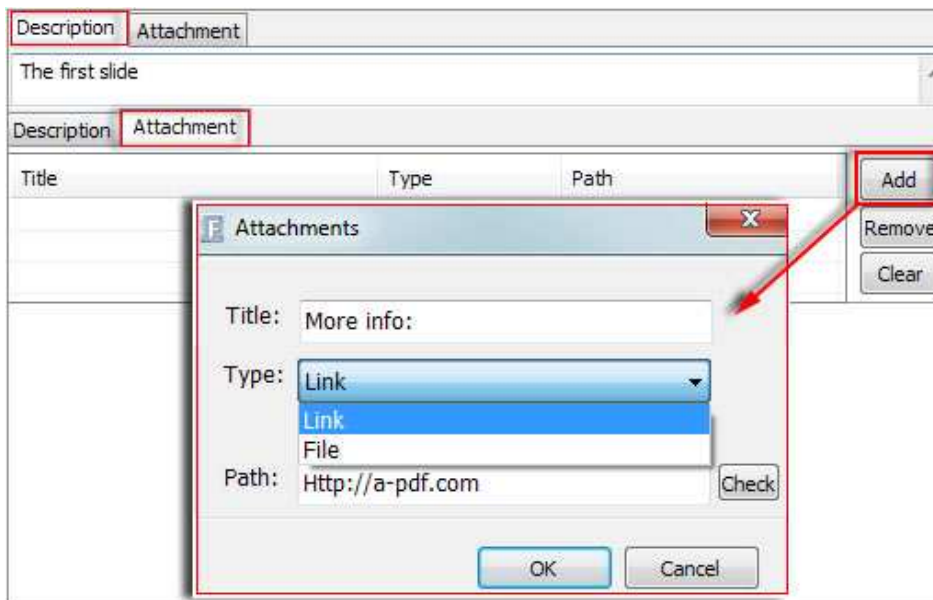 Description Attachment
The first slide
Description Attachment
Title Type Path Add
Attachments
Remove
Clear
Title: More info:
Type: Link
Link
File
Path: Http://a-pdf.com Check
OK Cancel